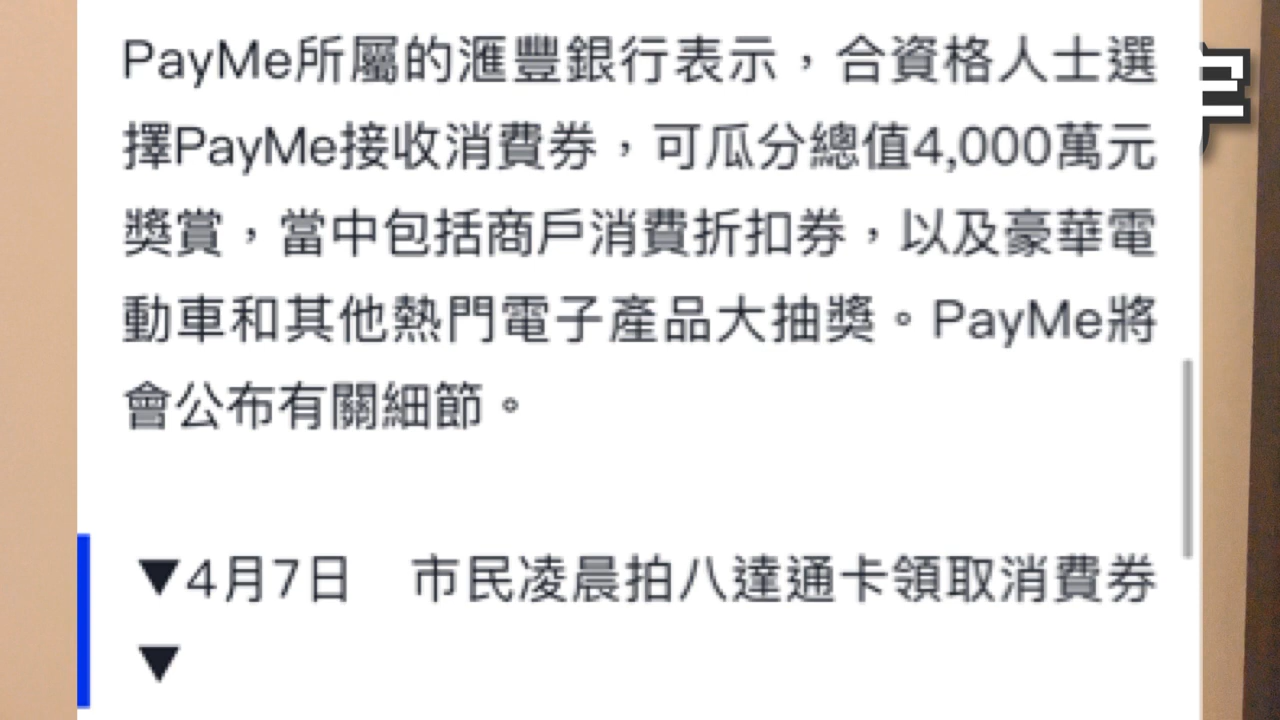 PayMe所屬的滙豐銀行表示，合資格人士選
擇PayMe接收消費券，可瓜分總值4,000萬元
獎賞，當中包括商戶消費折扣券，以及豪華電
動車和其他熱門電子產品大抽獎。PayMe將
會公布有關細節。
▼4月7日　市民凌晨拍八達通卡領取消費券
▼